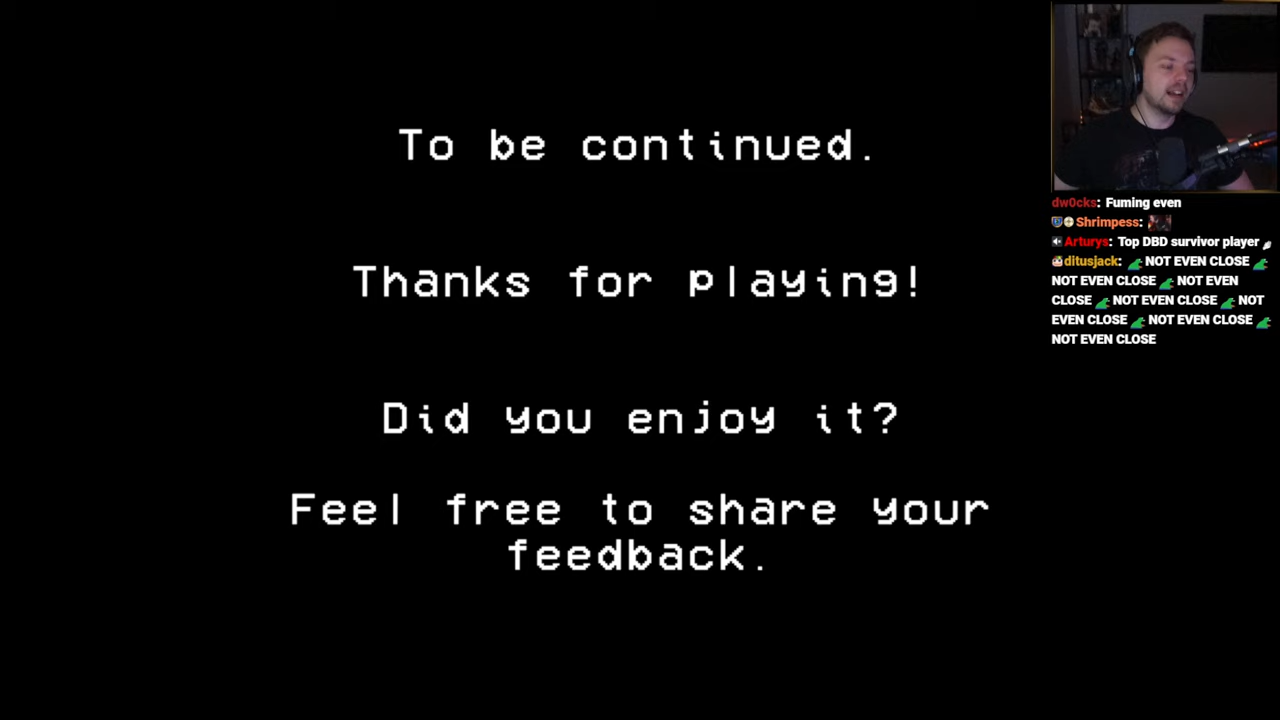 To be continued.
Thanks for playing!
Did you enjoy it?
Feel free to share your
feedback.
dw0cks: Fuming even
Shrimpess:
Arturys: Top DBD survivor player
ditusjack: NOT EVEN CLOSE
NOT EVEN CLOSE NOT EVEN
CLOSE NOT EVEN CLOSE NOT
EVEN CLOSE NOT EVEN CLOSE
NOT EVEN CLOSE